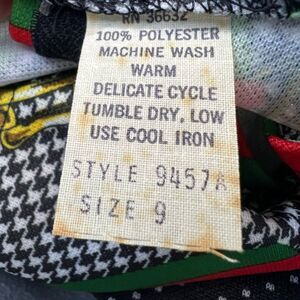 RN 36632
100% POLYESTER
MACHINE WASH
WARM
DELICATE CYCLE
TUMBLE DRY, LOW
USE COOL IRON
STYLE 9457A
SIZE 9